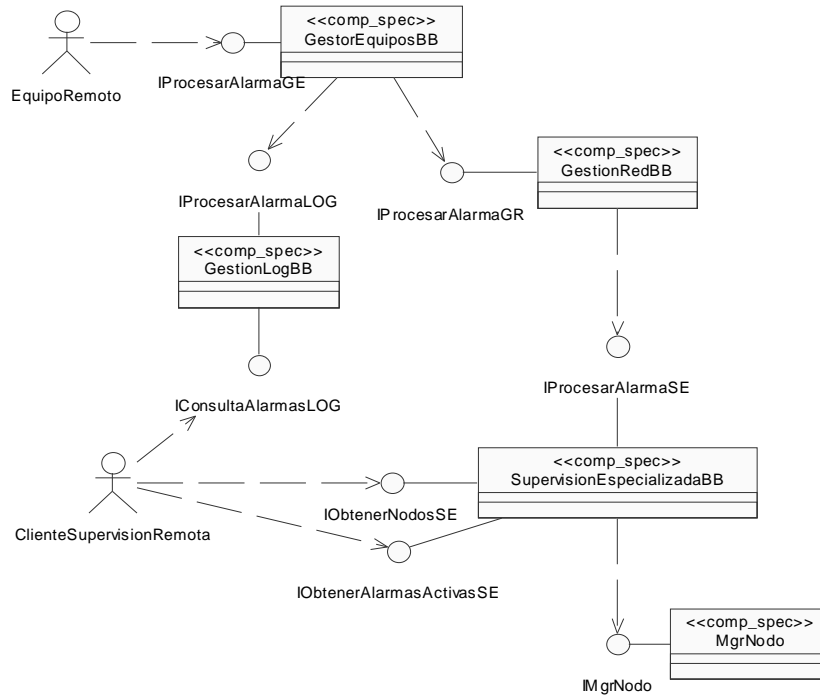 <<comp_spec>>
GestorEquiposBB
EquipoRemoto
IProcesarAlarmaGE
<<comp_spec>>
GestionRedBB
IProcesarAlarmaLOG
IProcesarAlarmaGR
<<comp_spec>>
GestionLogBB
IProcesarAlarmaSE
IConsultaAlarmasLOG
<<comp_spec>>
SupervisionEspecializadaBB
IObtenerNodosSE
ClienteSupervisionRemota
IObtenerAlarmasActivasSE
<<comp_spec>>
MgrNodo
IMgrNodo